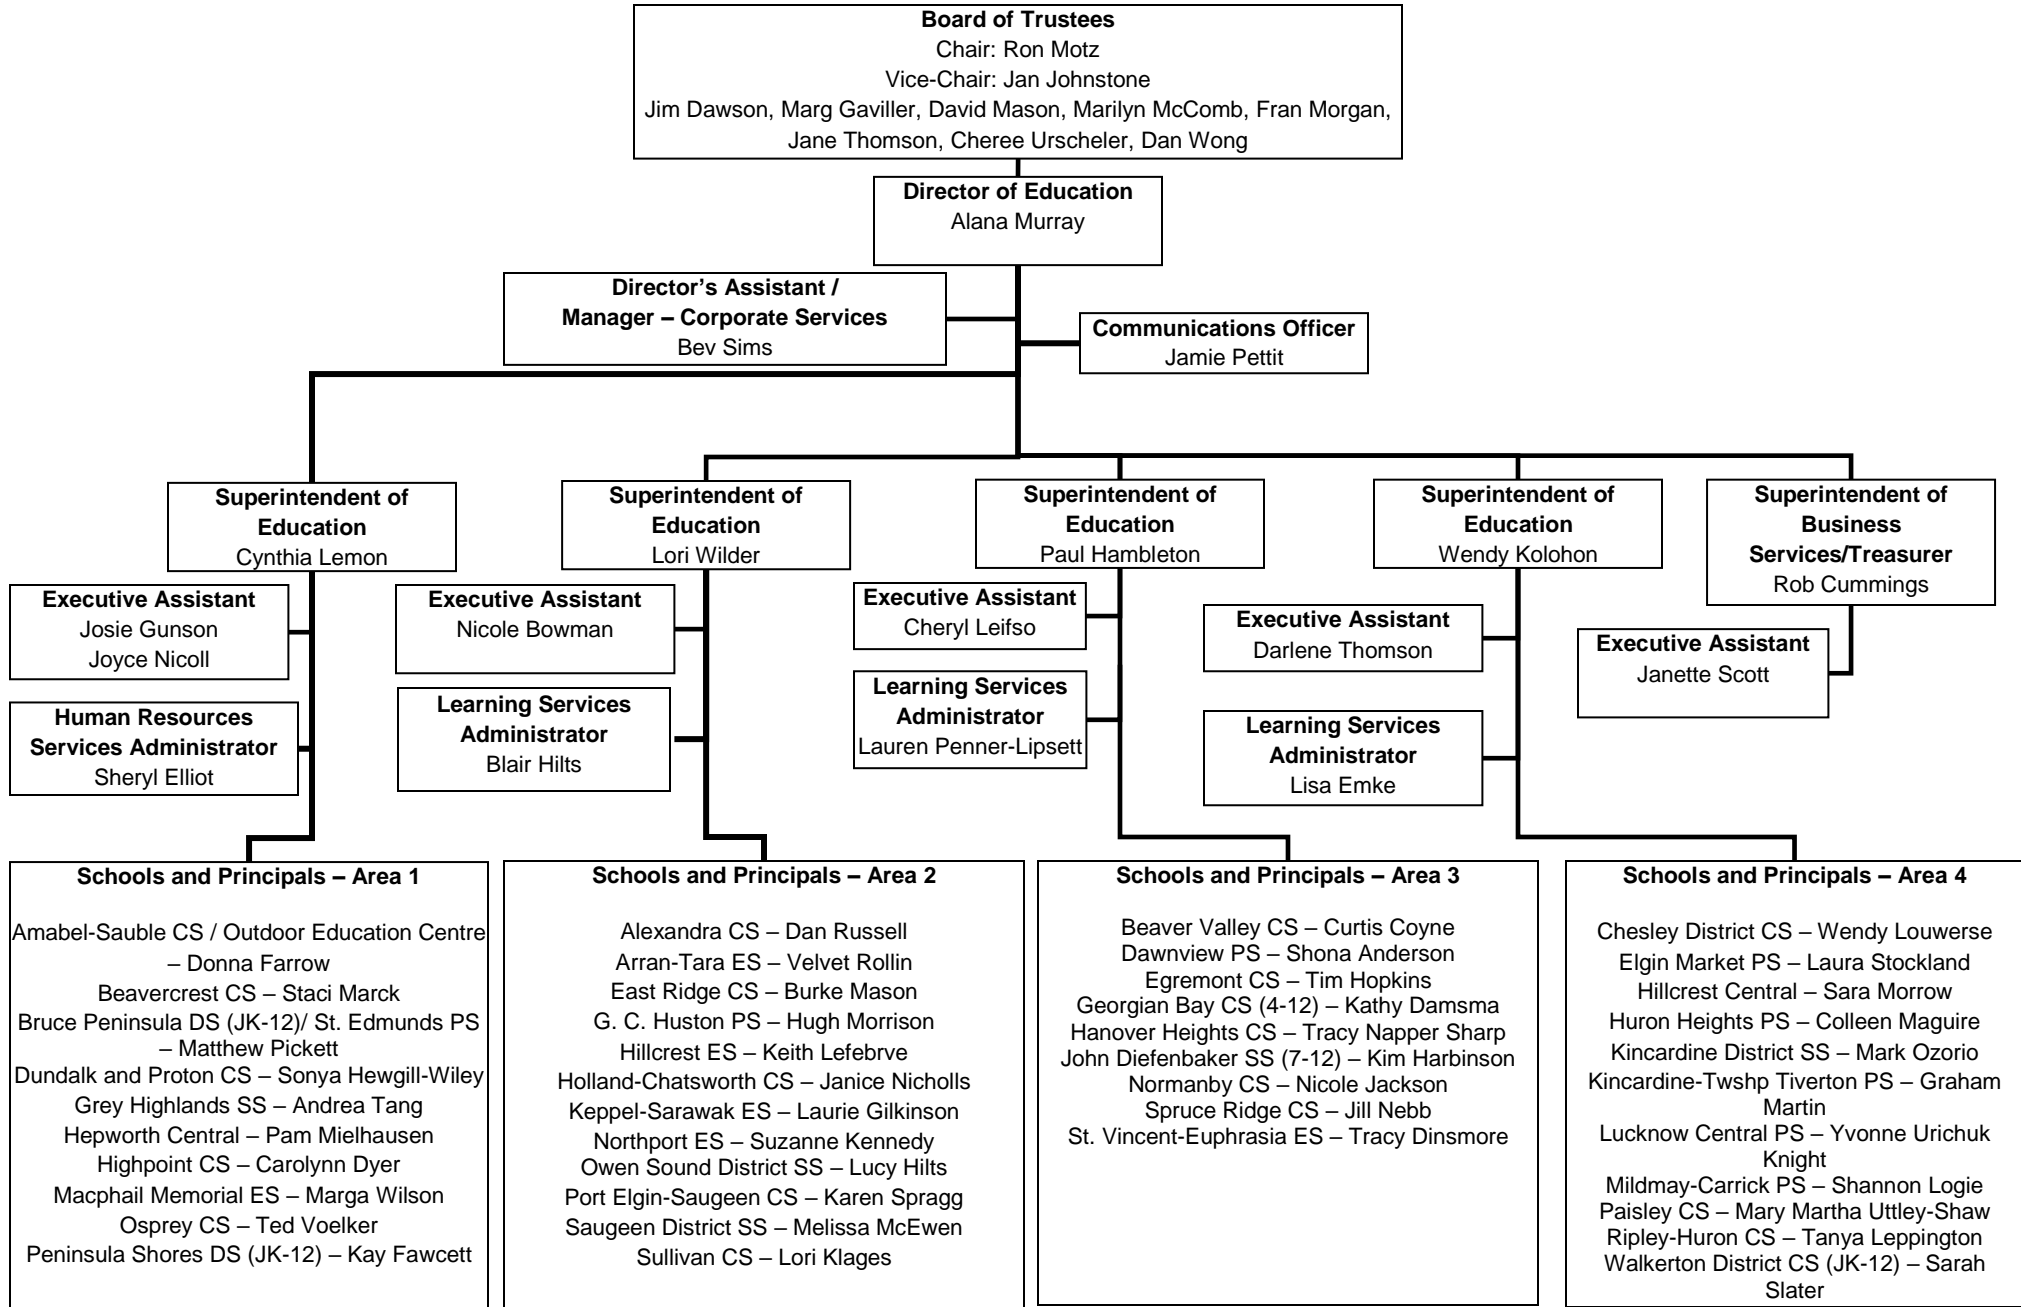 Board of Trustees
Chair: Ron Motz
Vice-Chair: Jan Johnstone
Jim Dawson, Marg Gaviller, David Mason, Marilyn McComb, Fran Morgan,
Jane Thomson, Cheree Urscheler, Dan Wong
Director of Education
Alana Murray
Director’s Assistant /
Manager – Corporate Services
Bev Sims
Communications Officer
Jamie Pettit
Superintendent of
Education
Cynthia Lemon
Superintendent of
Education
Lori Wilder
Superintendent of
Education
Paul Hambleton
Superintendent of
Education
Wendy Kolohon
Superintendent of
Business
Services/Treasurer
Rob Cummings
Executive Assistant
Josie Gunson
Joyce Nicoll
Executive Assistant
Nicole Bowman
Executive Assistant
Cheryl Leifso
Executive Assistant
Darlene Thomson
Executive Assistant
Janette Scott
Human Resources
Services Administrator
Sheryl Elliot
Learning Services
Administrator
Blair Hilts
Learning Services
Administrator
Lauren Penner-Lipsett
Learning Services
Administrator
Lisa Emke
Schools and Principals – Area 1
Amabel-Sauble CS / Outdoor Education Centre
– Donna Farrow
Beavercrest CS – Staci Marck
Bruce Peninsula DS (JK-12)/ St. Edmunds PS
– Matthew Pickett
Dundalk and Proton CS – Sonya Hewgill-Wiley
Grey Highlands SS – Andrea Tang
Hepworth Central – Pam Mielhausen
Highpoint CS – Carolynn Dyer
Macphail Memorial ES – Marga Wilson
Osprey CS – Ted Voelker
Peninsula Shores DS (JK-12) – Kay Fawcett
Schools and Principals – Area 2
Alexandra CS – Dan Russell
Arran-Tara ES – Velvet Rollin
East Ridge CS – Burke Mason
G. C. Huston PS – Hugh Morrison
Hillcrest ES – Keith Lefebrve
Holland-Chatsworth CS – Janice Nicholls
Keppel-Sarawak ES – Laurie Gilkinson
Northport ES – Suzanne Kennedy
Owen Sound District SS – Lucy Hilts
Port Elgin-Saugeen CS – Karen Spragg
Saugeen District SS – Melissa McEwen
Sullivan CS – Lori Klages
Schools and Principals – Area 3
Beaver Valley CS – Curtis Coyne
Dawnview PS – Shona Anderson
Egremont CS – Tim Hopkins
Georgian Bay CS (4-12) – Kathy Damsma
Hanover Heights CS – Tracy Napper Sharp
John Diefenbaker SS (7-12) – Kim Harbinson
Normanby CS – Nicole Jackson
Spruce Ridge CS – Jill Nebb
St. Vincent-Euphrasia ES – Tracy Dinsmore
Schools and Principals – Area 4
Chesley District CS – Wendy Louwerse
Elgin Market PS – Laura Stockland
Hillcrest Central – Sara Morrow
Huron Heights PS – Colleen Maguire
Kincardine District SS – Mark Ozorio
Kincardine-Twshp Tiverton PS – Graham
Martin
Lucknow Central PS – Yvonne Urichuk
Knight
Mildmay-Carrick PS – Shannon Logie
Paisley CS – Mary Martha Uttley-Shaw
Ripley-Huron CS – Tanya Leppington
Walkerton District CS (JK-12) – Sarah
Slater